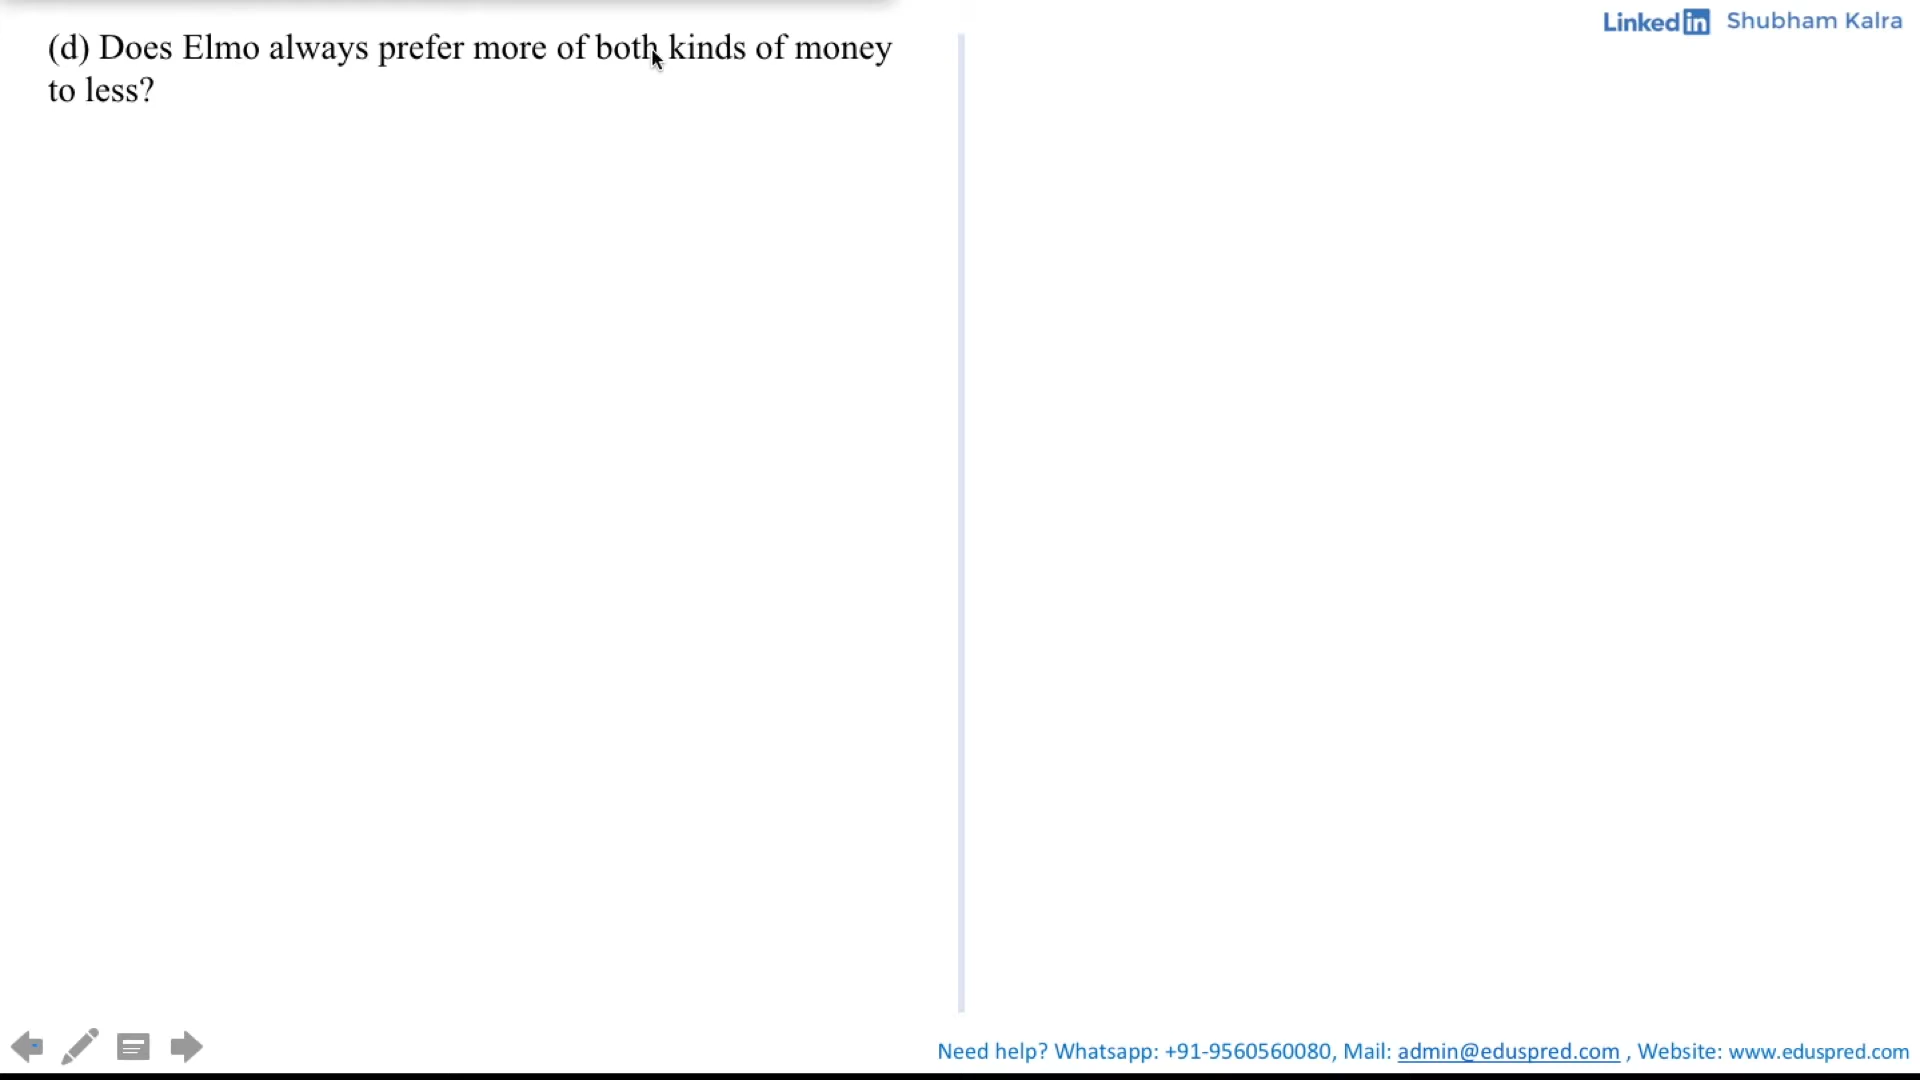 Linked in Shubham Kalra
(d) Does Elmo always prefer more of both kinds of money
to less?
Need help? Whatsapp: +91-9560560080, Mail: admin@eduspred.com , Website: www.eduspred.com